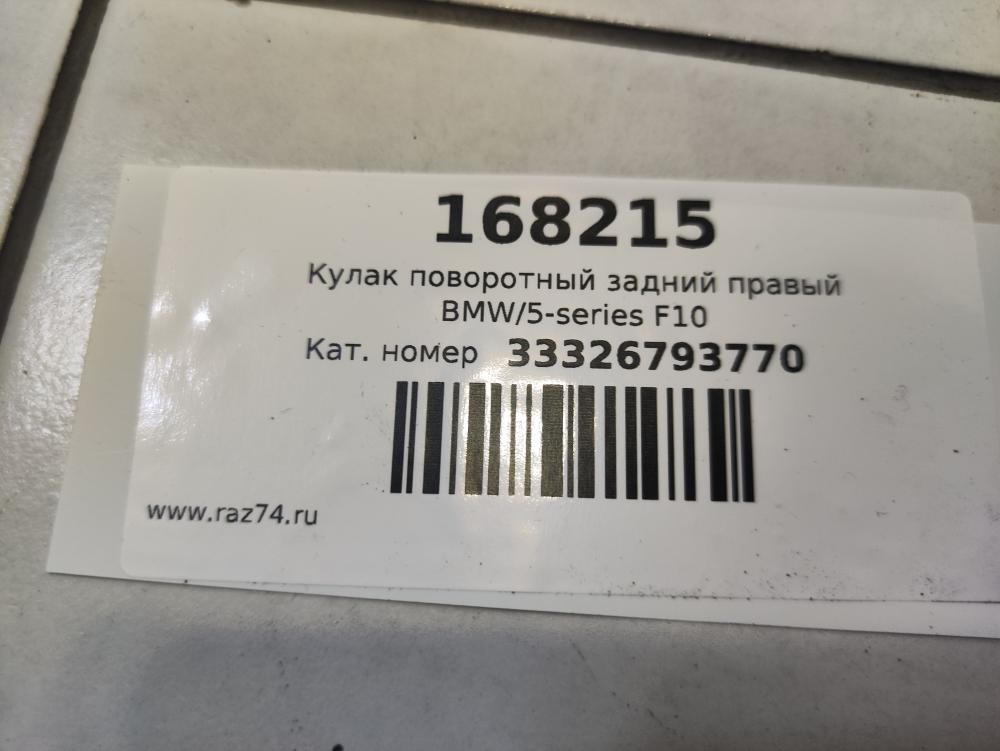 168215
Кулак поворотный задний правый
BMW/5-series F10
Кат. номер 33326793770
www.raz74.ru